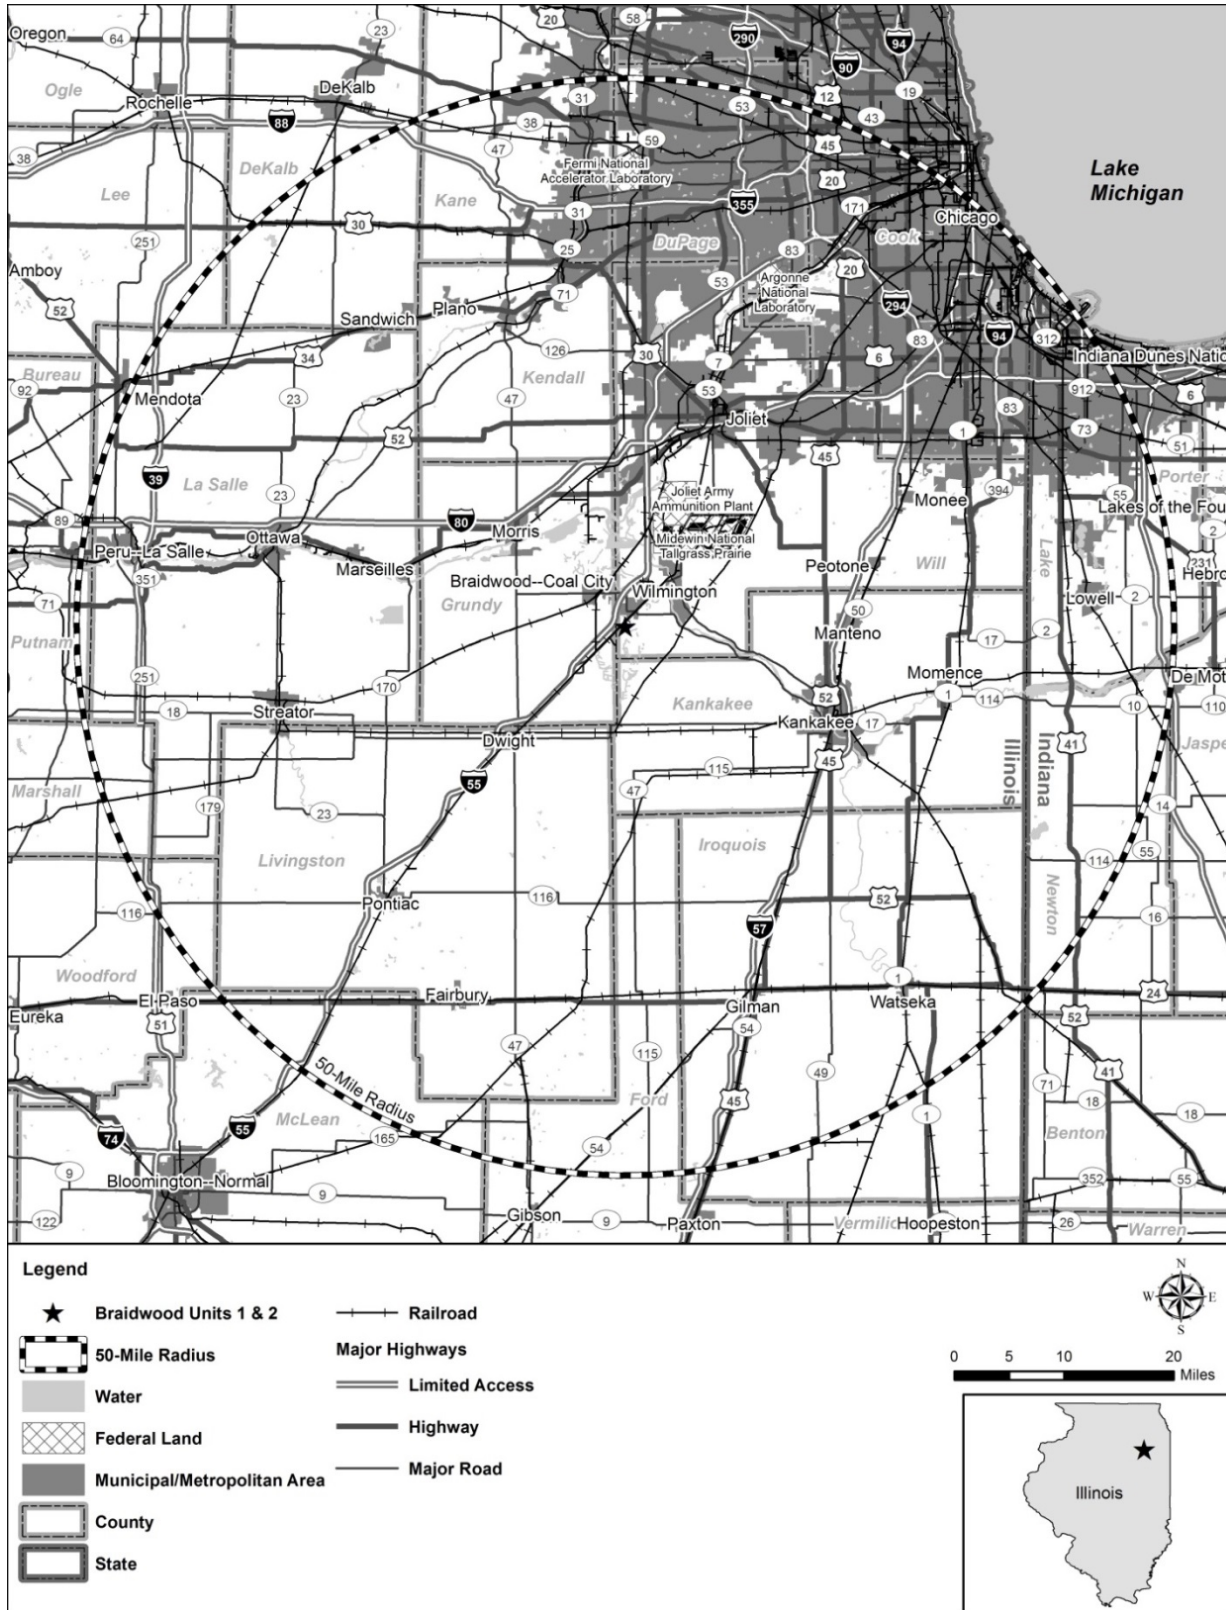 20
58
Oregon
64
23
290
94
90
Ogle
DeKalb
Rochelle
31
53
12
19
88
38
43
38
59
45
47
Fermi National
Accelerator Laboratory
DeKalb
Lee
Kane
20
Lake
Michigan
355
171
Chicago
31
30
251
25
DuPage
83
Cook
Amboy
52
53
20
Argonne
National
Laboratory
71
Plano
Sandwich
294
83
94
312
34
126
30
6
Indiana Dunes Natio
Bureau
7
92
Kendall
Mendota
23
47
53
912
6
83
Joliet
52
1
73
51
45
39
La Salle
Porter
23
Monee
394
55
Joliet Army
Ammunition Plant
Lakes of the Fou
89
80
Morris
2
Ottawa
Midewin National
Tallgrass Prairie
Peru--La Salle
Marseilles
Lake
231
351
Peotone
Will
Hebro
Braidwood--Coal City
Wilmington
Grundy
71
50
Lowell
2
Putnam
Manteno
17
2
251
170
Momence
De Mott
18
Streator
52
1
114
10
110
Kankakee
Kankakee
17
Dwight
Illinois
Indiana
41
Jaspe
45
115
55
Marshall
47
179
23
14
Livingston
Iroquois
55
114
Newton
Pontiac
116
52
116
16
57
Woodford
1
El Paso
Fairbury
Gilman
Watseka
24
Eureka
51
52
54
47
115
50-Mile Radius
49
41
71
45
Ford
McLean
18
1
18
55
74
165
Benton
54
9
352
55
Bloomington--Normal
9
122
Gibson
9
Paxton
Vermilio
Hoopeston
26
Warren
Legend
Braidwood Units 1 & 2
50-Mile Radius
Water
Federal Land
Municipal/Metropolitan Area
County
State
Railroad
Major Highways
Limited Access
Highway
Major Road
N
W
E
S
0
5
10
20
Miles
Illinois